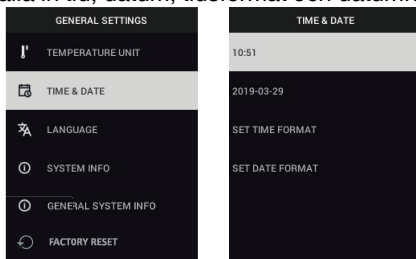 GENERAL SETTINGS
TEMPERATURE UNIT
TIME & DATE
LANGUAGE
SYSTEM INFO
GENERAL SYSTEM INFO
FACTORY RESET
TIME & DATE
10:51
2019-03-29
SET TIME FORMAT
SET DATE FORMAT